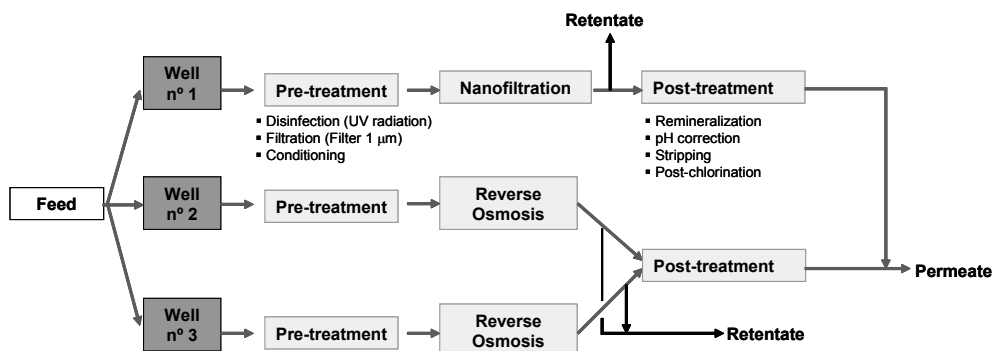 Retentate
Well
nº 1
Pre-treatment
Nanofiltration
Post-treatment
▪ Disinfection (UV radiation)
▪ Filtration (Filter 1 μm)
▪ Conditioning
▪ Remineralization
▪ pH correction
▪ Stripping
▪ Post-chlorination
Feed
Well
nº 2
Pre-treatment
Reverse
Osmosis
Post-treatment
Permeate
Well
nº 3
Pre-treatment
Reverse
Osmosis
Retentate